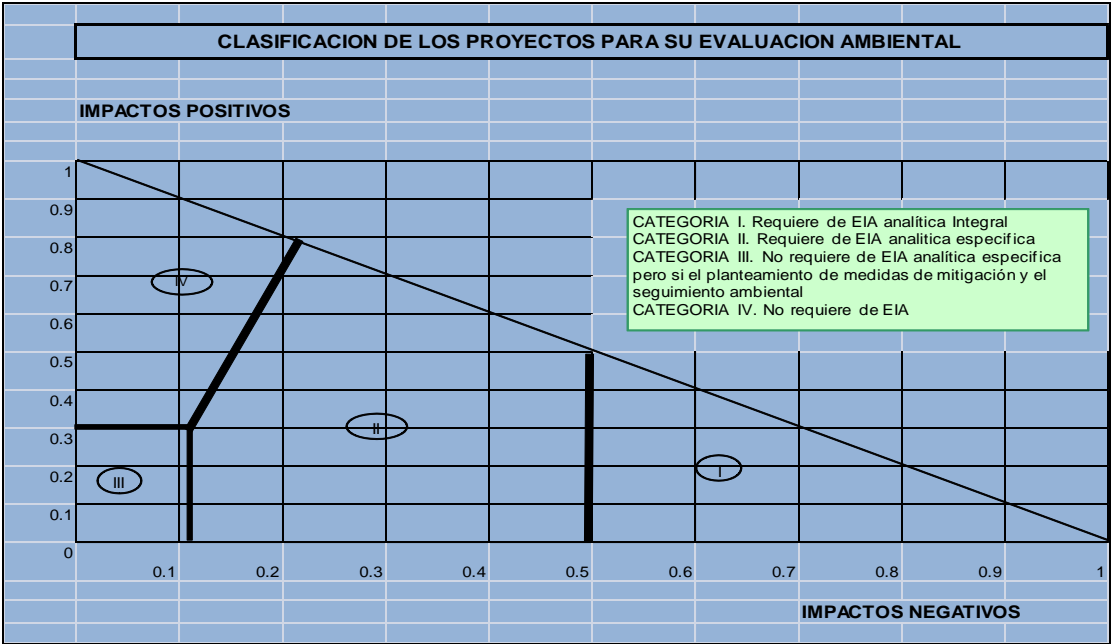 CLASIFICACION DE LOS PROYECTOS PARA SU EVALUACION AMBIENTAL
IMPACTOS POSITIVOS
1
0.9
0.8
0.7
0.6
0.5
0.4
0.3
0.2
0.1
0
CATEGORIA I. Requiere de EIA analítica Integral
CATEGORIA II. Requiere de EIA analitica especifica
CATEGORIA III. No requiere de EIA analítica especifica
pero si el planteamiento de medidas de mitigación y el
seguimiento ambiental
CATEGORIA IV. No requiere de EIA
IV
II
III
I
0.1 0.2 0.3 0.4 0.5 0.6 0.7 0.8 0.9 1
IMPACTOS NEGATIVOS